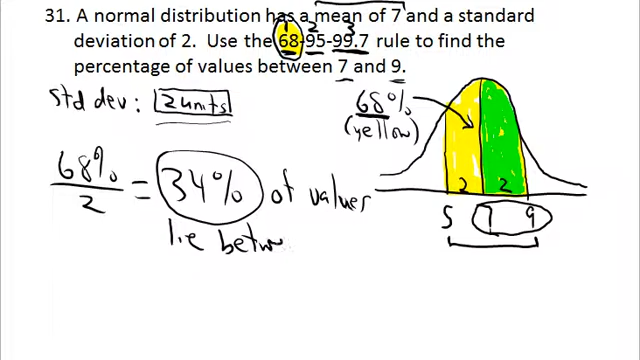 31. A normal distribution has a mean of 7 and a standard
1 2 3
deviation of 2. Use the 68-95-99.7 rule to find the
percentage of values between 7 and 9.
Std dev: 2 units
68%
(yellow)
68%
2
= 34% of values
lie betw
2 2
5 7 9